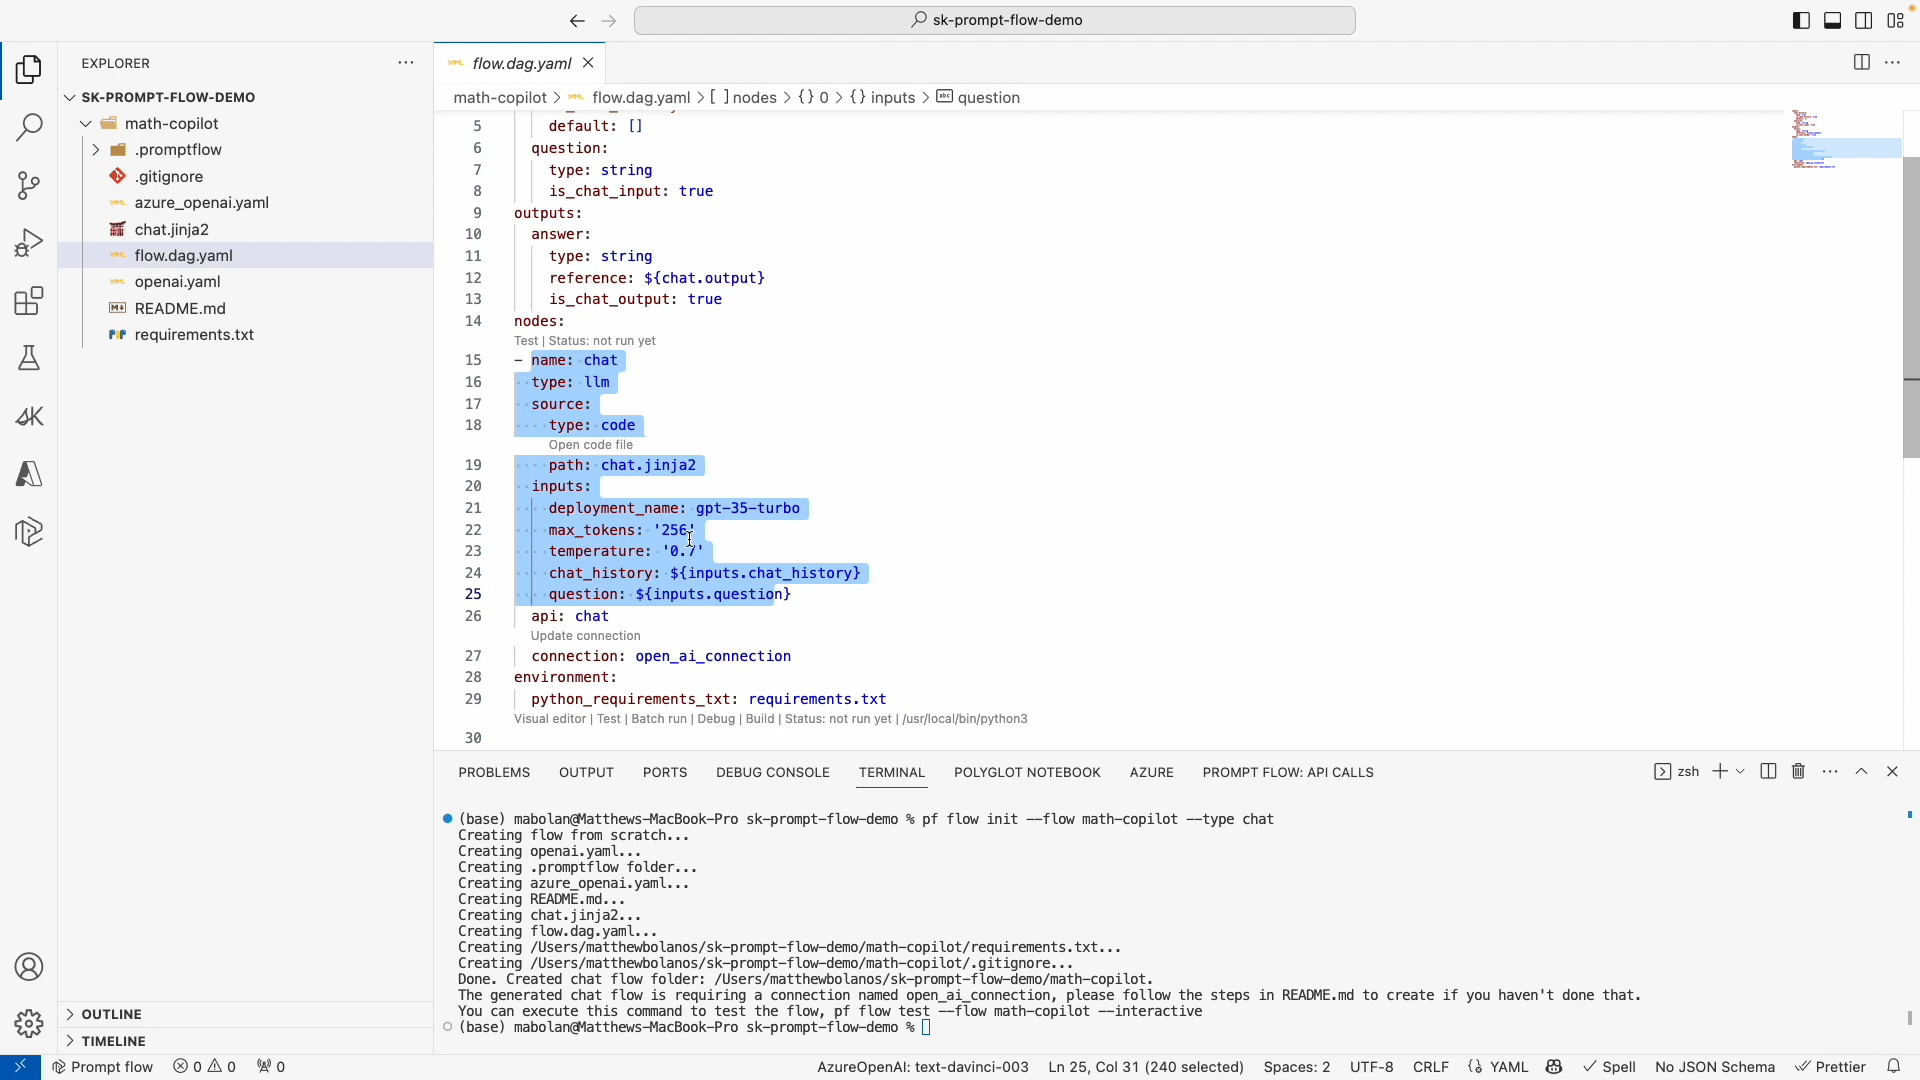 sk-prompt-flow-demo
EXPLORER
SK-PROMPT-FLOW-DEMO
math-copilot
.promptflow
.gitignore
azure_openai.yaml
chat.jinja2
flow.dag.yaml
openai.yaml
README.md
requirements.txt
OUTLINE
TIMELINE
flow.dag.yaml
math-copilot > flow.dag.yaml > [ ] nodes > {} 0 > {} inputs > question
5 default: []
6 question:
7 type: string
8 is_chat_input: true
9 outputs:
10 answer:
11 type: string
12 reference: ${chat.output}
13 is_chat_output: true
14 nodes:
Test | Status: not run yet
15 - name: chat
16 type: llm
17 source:
18 type: code
Open code file
19 path: chat.jinja2
20 inputs:
21 deployment_name: gpt-35-turbo
22 max_tokens: '256'
23 temperature: '0.7'
24 chat_history: ${inputs.chat_history}
25 question: ${inputs.question}
26 api: chat
Update connection
27 connection: open_ai_connection
28 environment:
29 python_requirements_txt: requirements.txt
Visual editor | Test | Batch run | Debug | Build | Status: not run yet | /usr/local/bin/python3
30
PROBLEMS OUTPUT PORTS DEBUG CONSOLE TERMINAL POLYGLOT NOTEBOOK AZURE PROMPT FLOW: API CALLS zsh
(base) mabolan@Matthews-MacBook-Pro sk-prompt-flow-demo % pf flow init --flow math-copilot --type chat
Creating flow from scratch...
Creating openai.yaml...
Creating .promptflow folder...
Creating azure_openai.yaml...
Creating README.md...
Creating chat.jinja2...
Creating flow.dag.yaml...
Creating /Users/matthewbolanos/sk-prompt-flow-demo/math-copilot/requirements.txt...
Creating /Users/matthewbolanos/sk-prompt-flow-demo/math-copilot/.gitignore...
Done. Created chat flow folder: /Users/matthewbolanos/sk-prompt-flow-demo/math-copilot.
The generated chat flow is requiring a connection named open_ai_connection, please follow the steps in README.md to create if you haven't done that.
You can execute this command to test the flow, pf flow test --flow math-copilot --interactive
(base) mabolan@Matthews-MacBook-Pro sk-prompt-flow-demo %
Prompt flow 0 0 0 AzureOpenAI: text-davinci-003 Ln 25, Col 31 (240 selected) Spaces: 2 UTF-8 CRLF {} YAML Spell No JSON Schema Prettier